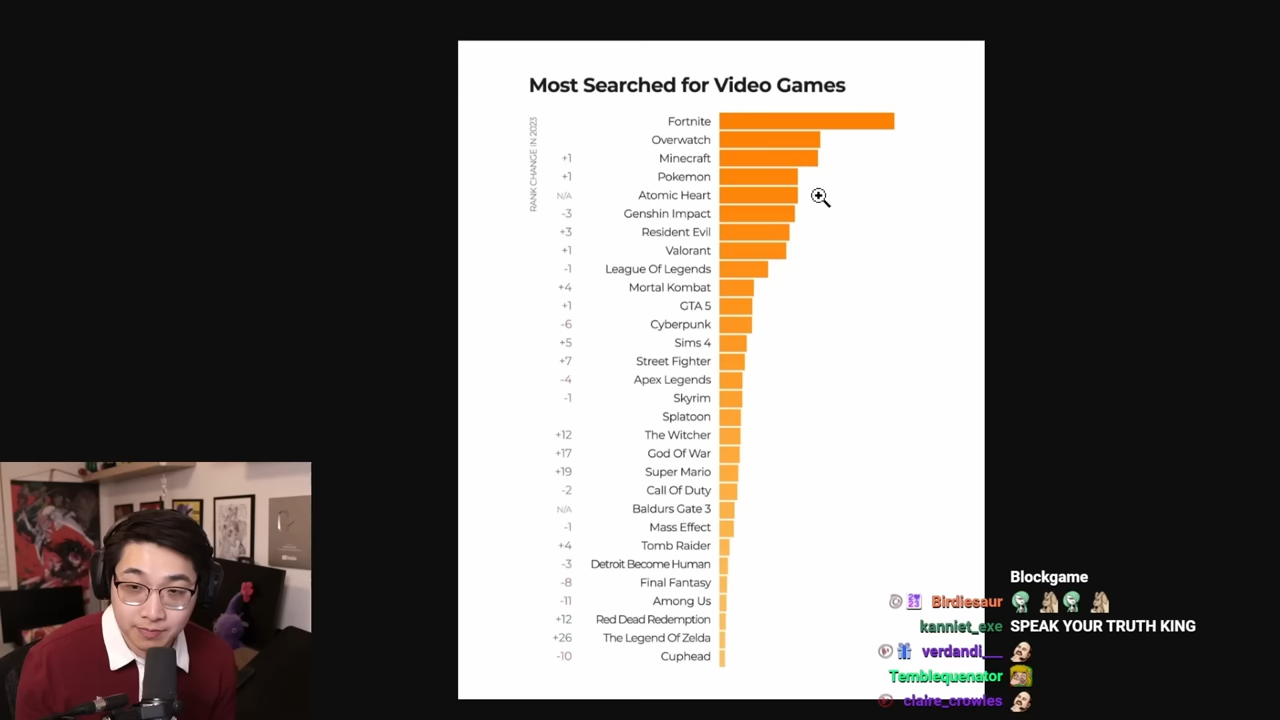 Most Searched for Video Games
RANK CHANGE IN 2023
Fortnite
Overwatch
+1 Minecraft
+1 Pokemon
N/A Atomic Heart
-3 Genshin Impact
+3 Resident Evil
+1 Valorant
-1 League Of Legends
+4 Mortal Kombat
+1 GTA 5
-6 Cyberpunk
+5 Sims 4
+7 Street Fighter
-4 Apex Legends
-1 Skyrim
Splatoon
+12 The Witcher
+17 God Of War
+19 Super Mario
-2 Call Of Duty
N/A Baldurs Gate 3
-1 Mass Effect
+4 Tomb Raider
-3 Detroit Become Human
-8 Final Fantasy
-11 Among Us
+12 Red Dead Redemption
+26 The Legend Of Zelda
-10 Cuphead
Blockgame
Birdiesaur
kanniet_exe SPEAK YOUR TRUTH KING
verdandi__
Temblequenator
claire_crowles